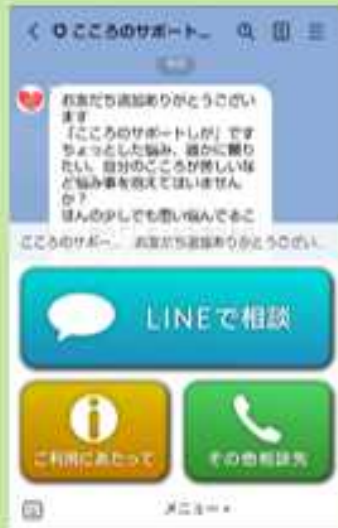 こころのサポート…
お友だち追加ありがとうござい
ます
「こころのサポートしが」です
ちょっとした悩み、誰かに頼り
たい、自分のこころが苦しいな
ど悩み事を抱えてはいません
か？
ほんの少しでも思い悩んでるこ
こころのサポー… お友だち追加ありがとうござい…
LINEで相談
ご利用にあたって
その他相談先
メニュー